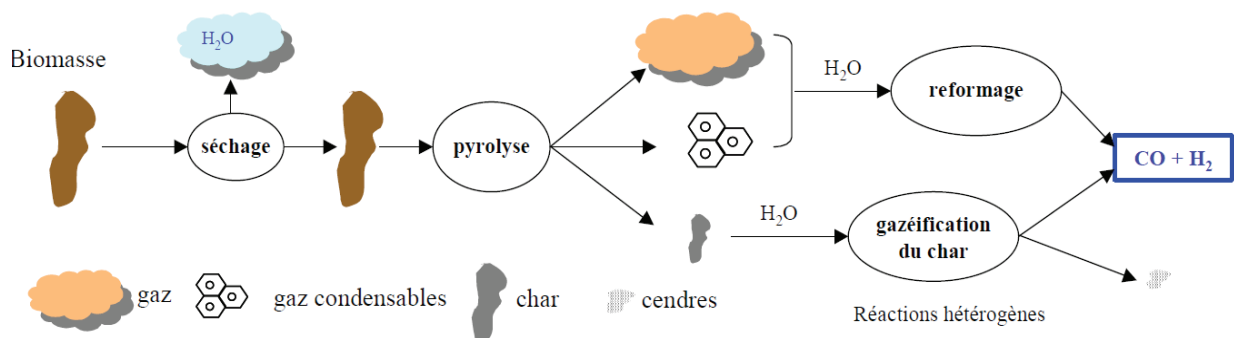 Biomasse
H₂O
séchage
pyrolyse
H₂O
reformage
CO + H₂
H₂O
gazéification
du char
gaz
gaz condensables
char
cendres
Réactions hétérogènes